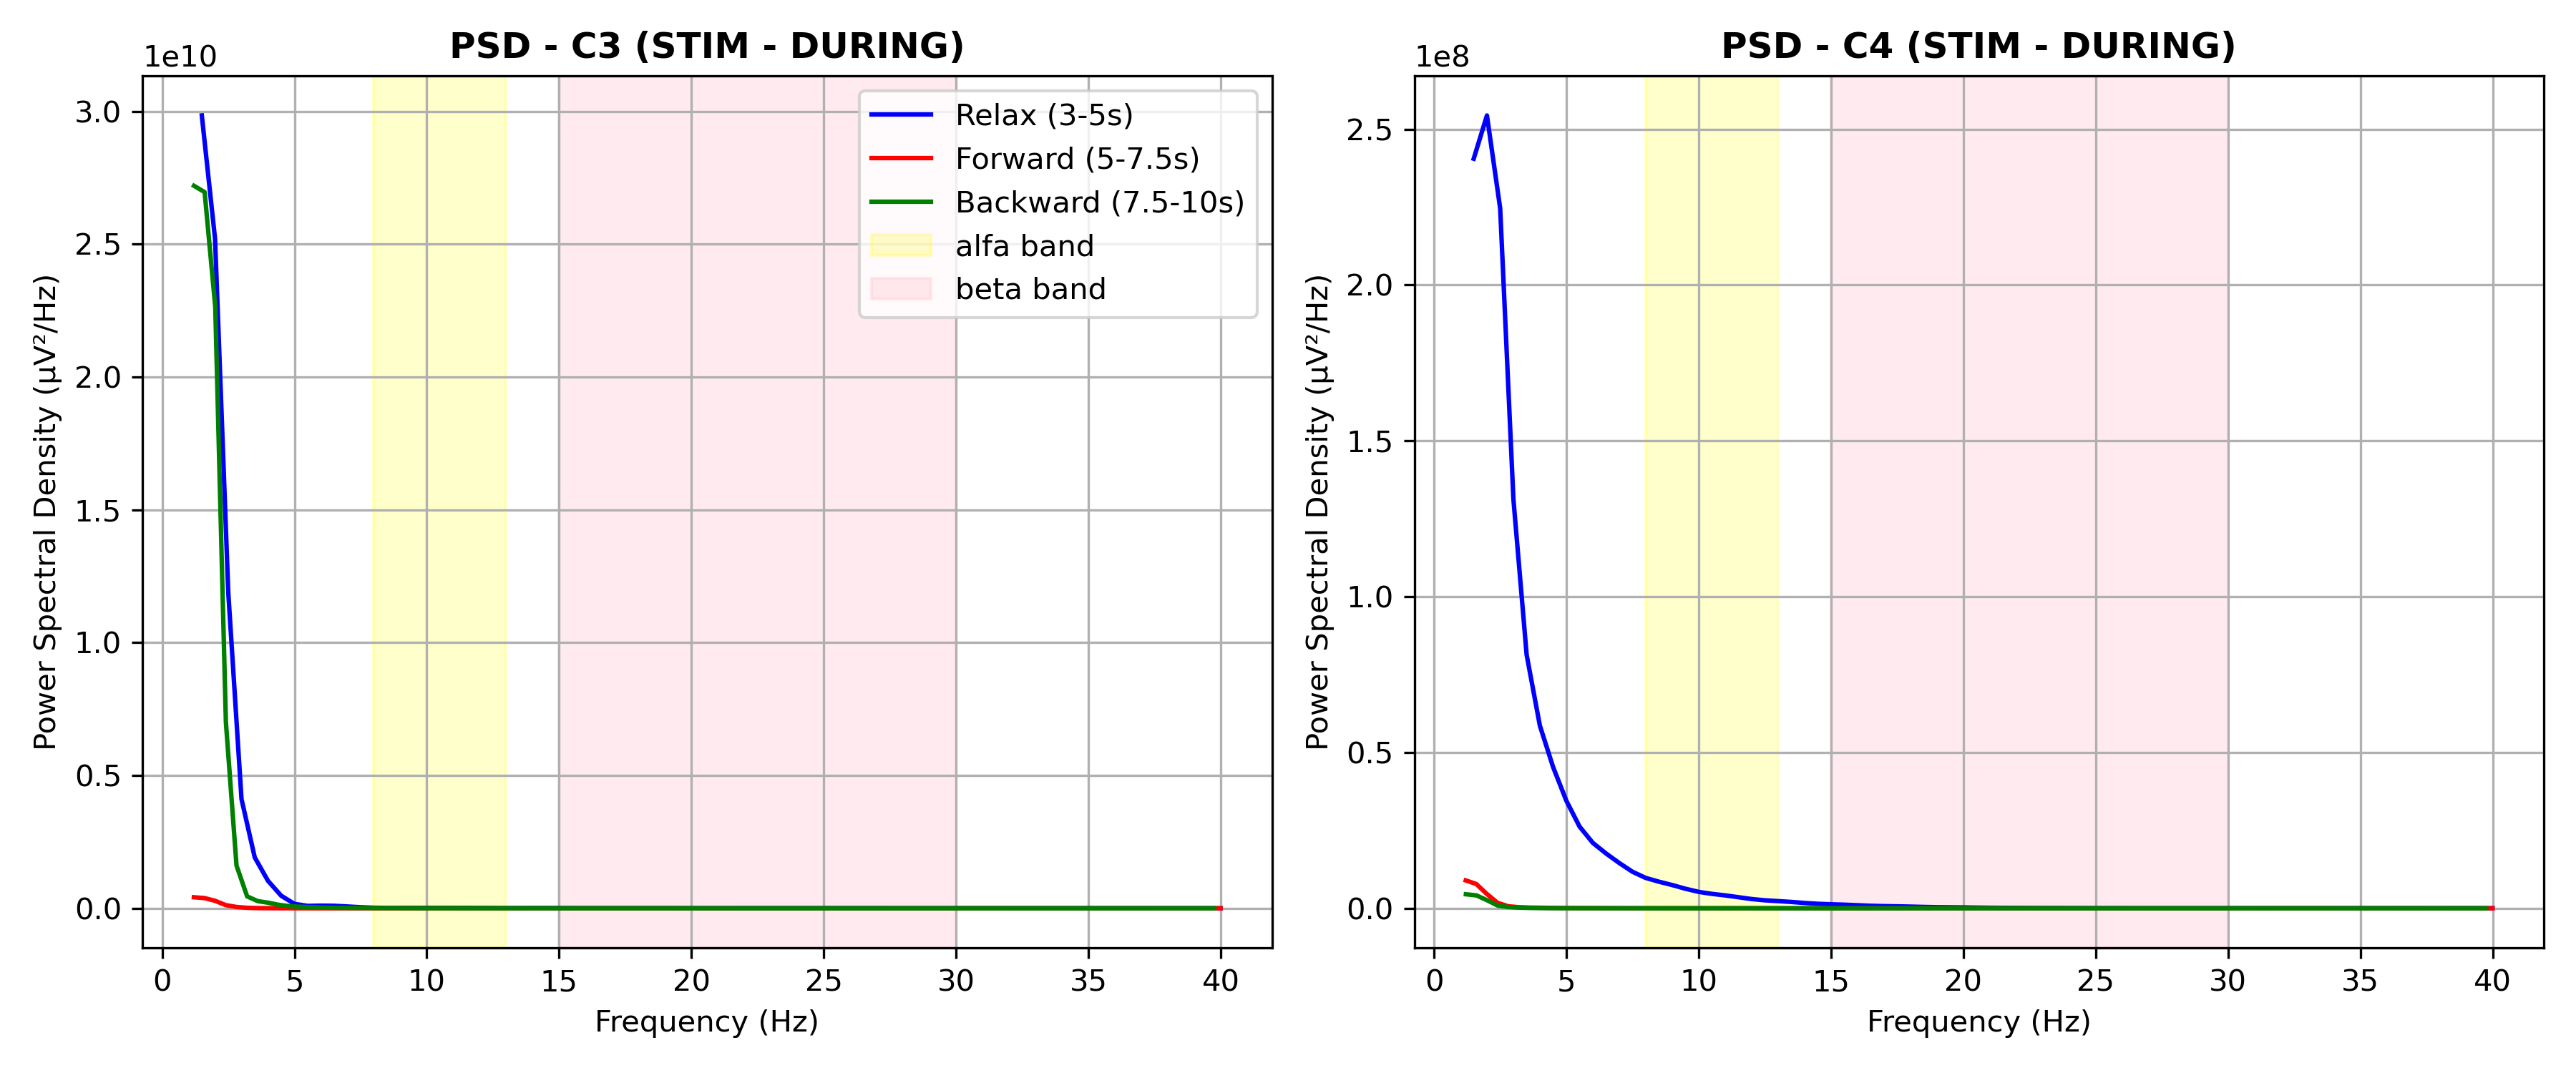 PSD - C3 (STIM - DURING)
1e10
3.0
2.5
2.0
1.5
1.0
0.5
0.0
Power Spectral Density (µV²/Hz)
0 5 10 15 20 25 30 35 40
Frequency (Hz)
Relax (3-5s)
Forward (5-7.5s)
Backward (7.5-10s)
alfa band
beta band
PSD - C4 (STIM - DURING)
1e8
2.5
2.0
1.5
1.0
0.5
0.0
Power Spectral Density (µV²/Hz)
0 5 10 15 20 25 30 35 40
Frequency (Hz)